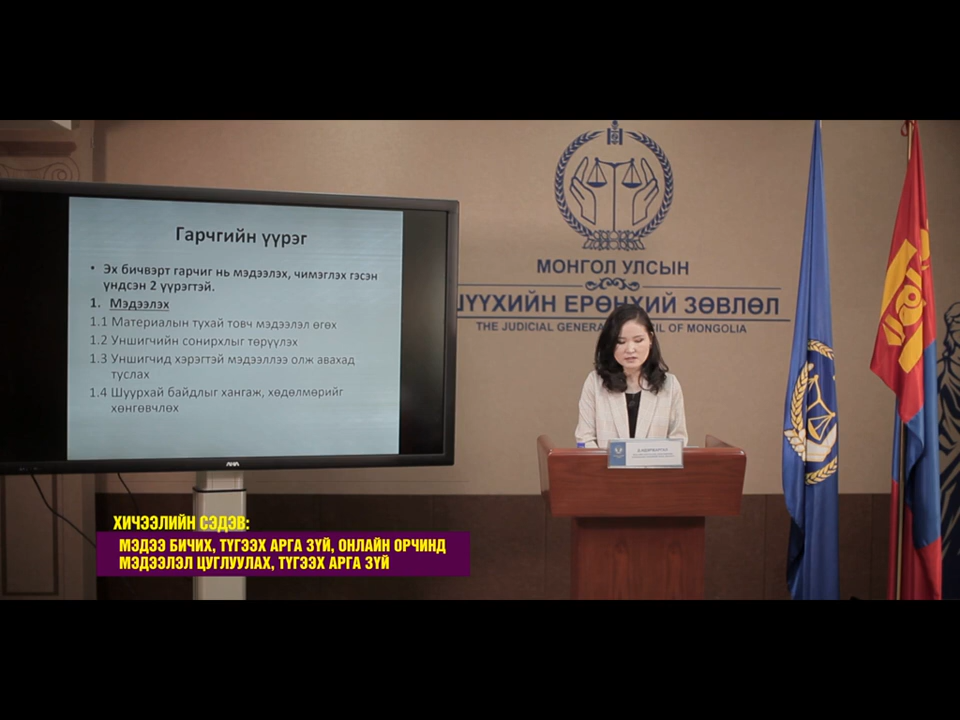 Гарчгийн үүрэг
• Эх бичвэрт гарчиг нь мэдээлэх, чимэглэх гэсэн
үндсэн 2 үүрэгтэй.
1. Мэдээлэх
1.1 Материалын тухай товч мэдээлэл өгөх
1.2 Уншигчийн сонирхлыг төрүүлэх
1.3 Уншигчид хэрэгтэй мэдээллээ олж авахад
туслах
1.4 Шуурхай байдлыг хангаж, хөдөлмөрийг
хөнгөвчлөх
МОНГОЛ УЛСЫН
ШҮҮХИЙН ЕРӨНХИЙ ЗӨВЛӨЛ
THE JUDICIAL GENERAL OF MONGOLIA
ХИЧЭЭЛИЙН СЭДЭВ:
МЭДЭЭ БИЧИХ, ТҮГЭЭХ АРГА ЗҮЙ, ОНЛАЙН ОРЧИНД
МЭДЭЭЛЭЛ ЦУГЛУУЛАХ, ТҮГЭЭХ АРГА ЗҮЙ